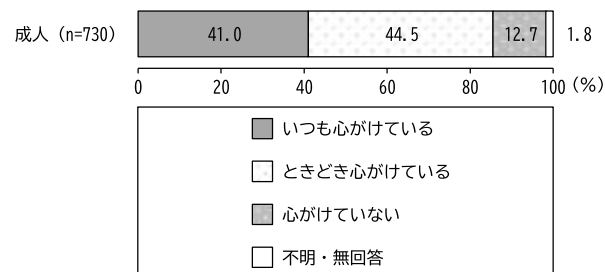 成人（n=730） 41.0 44.5 12.7 1.8
0 20 40 60 80 100（%）
いつも心がけている
ときどき心がけている
心がけていない
不明・無回答